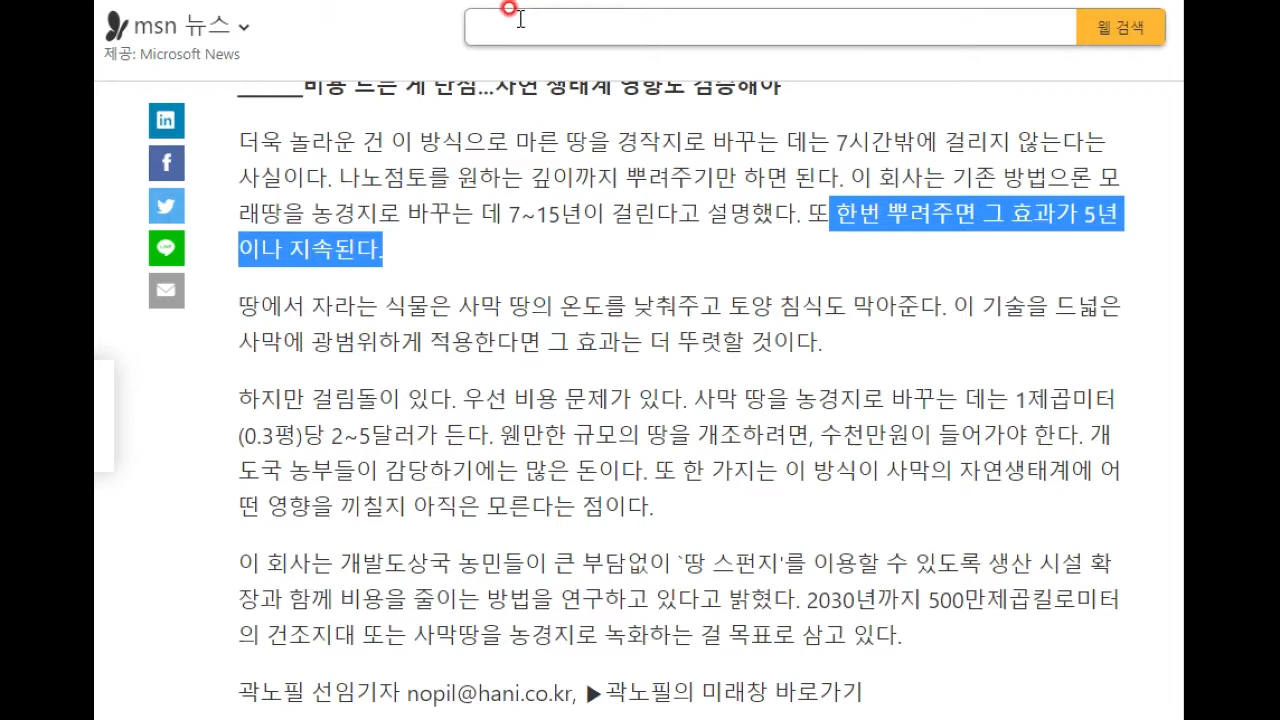 msn 뉴스
웹 검색
제공: Microsoft News
비용 드는 게 단점...자연 생태계 영향도 검증해야
더욱 놀라운 건 이 방식으로 마른 땅을 경작지로 바꾸는 데는 7시간밖에 걸리지 않는다는
사실이다. 나노점토를 원하는 깊이까지 뿌려주기만 하면 된다. 이 회사는 기존 방법으론 모
래땅을 농경지로 바꾸는 데 7~15년이 걸린다고 설명했다. 또 한번 뿌려주면 그 효과가 5년
이나 지속된다.
땅에서 자라는 식물은 사막 땅의 온도를 낮춰주고 토양 침식도 막아준다. 이 기술을 드넓은
사막에 광범위하게 적용한다면 그 효과는 더 뚜렷할 것이다.
하지만 걸림돌이 있다. 우선 비용 문제가 있다. 사막 땅을 농경지로 바꾸는 데는 1제곱미터
(0.3평)당 2~5달러가 든다. 웬만한 규모의 땅을 개조하려면, 수천만원이 들어가야 한다. 개
도국 농부들이 감당하기에는 많은 돈이다. 또 한 가지는 이 방식이 사막의 자연생태계에 어
떤 영향을 끼칠지 아직은 모른다는 점이다.
이 회사는 개발도상국 농민들이 큰 부담없이 `땅 스펀지'를 이용할 수 있도록 생산 시설 확
장과 함께 비용을 줄이는 방법을 연구하고 있다고 밝혔다. 2030년까지 500만제곱킬로미터
의 건조지대 또는 사막땅을 농경지로 녹화하는 걸 목표로 삼고 있다.
곽노필 선임기자 nopil@hani.co.kr, ▶곽노필의 미래창 바로가기